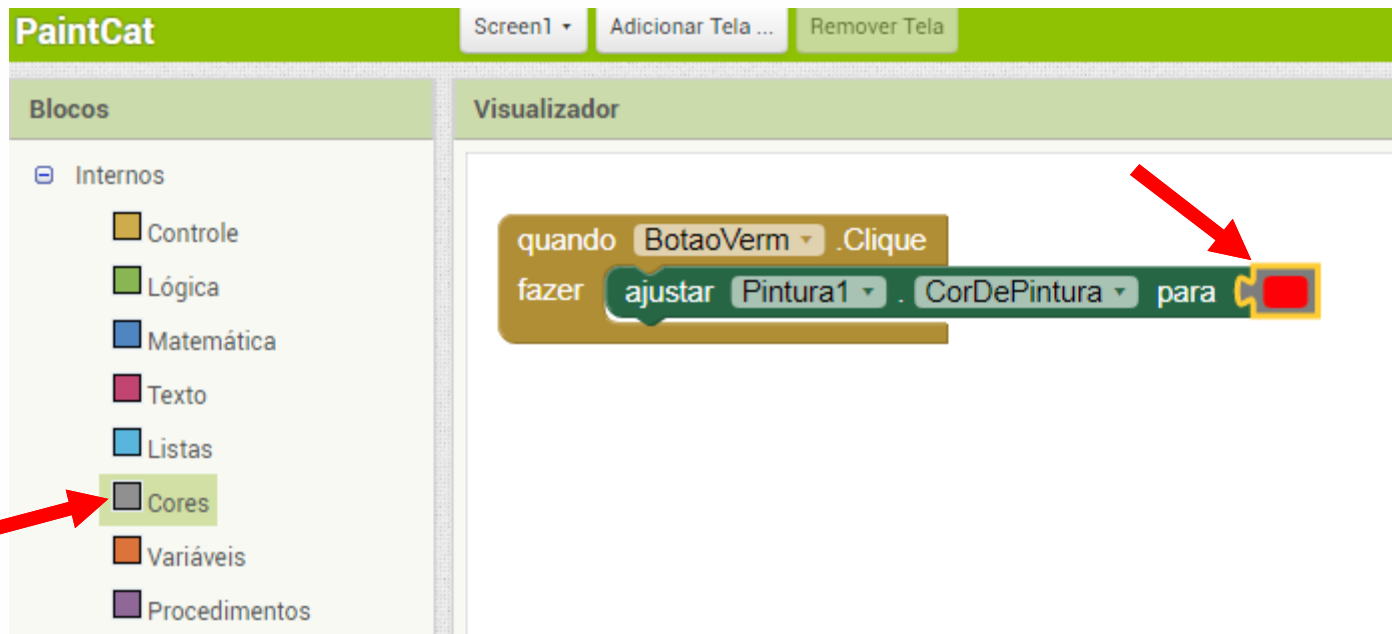 PaintCat
Screen1
Adicionar Tela ...
Remover Tela
Blocos
Visualizador
Internos
Controle
Lógica
Matemática
Texto
Listas
Cores
Variáveis
Procedimentos
quando BotaoVerm .Clique
fazer ajustar Pintura1 . CorDePintura para